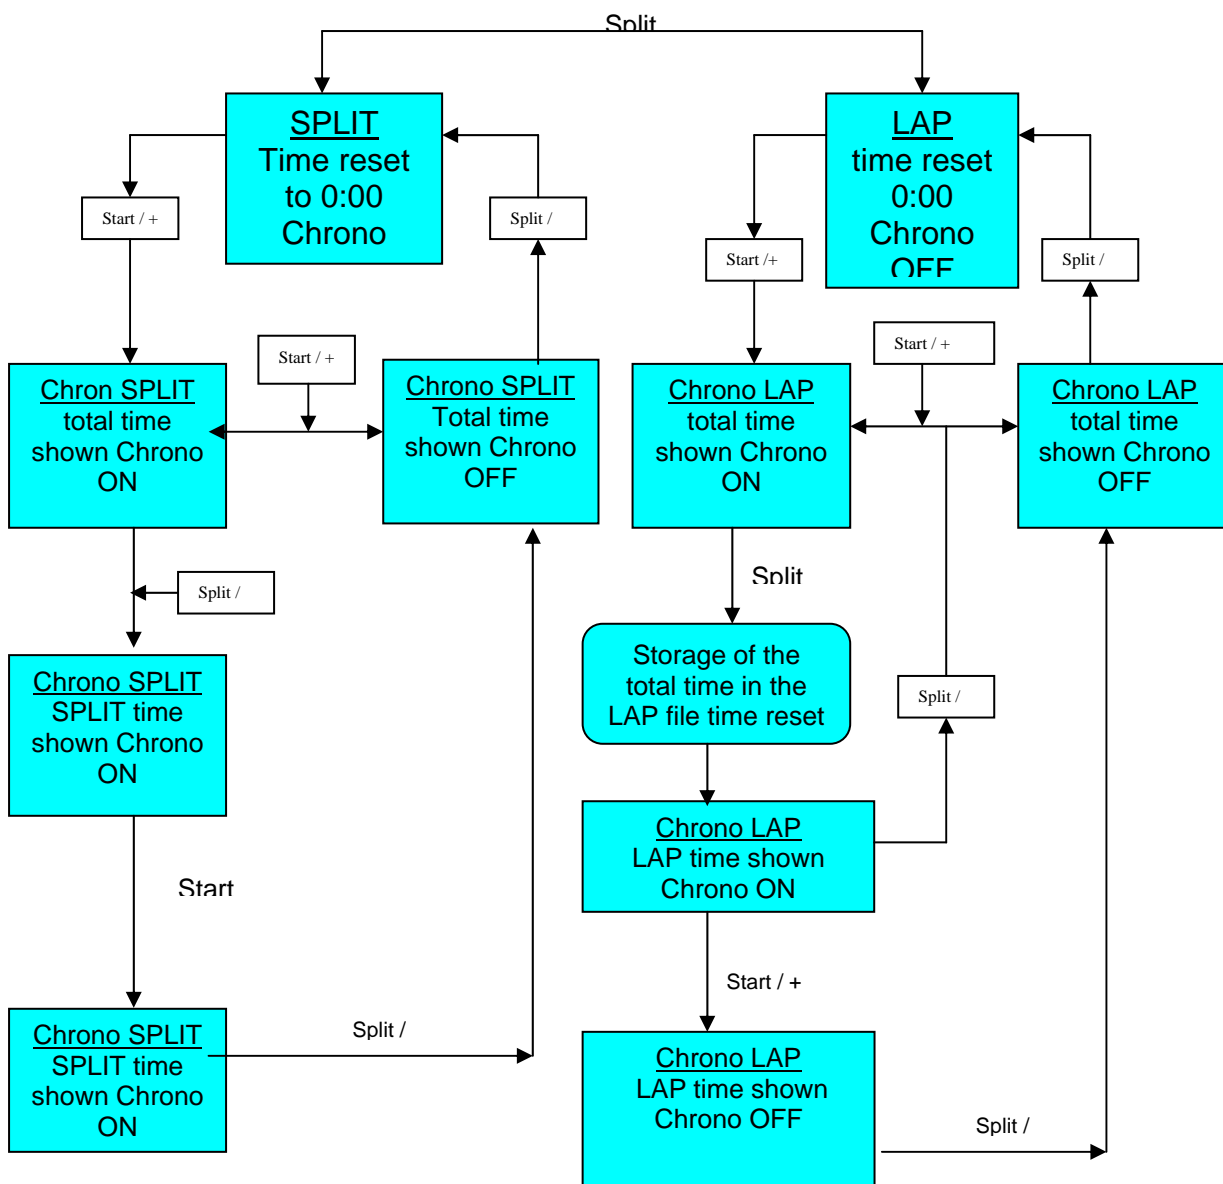 Split
SPLIT
Time reset
to 0:00
Chrono
LAP
time reset
0:00
Chrono
OFF
Start / +
Split /
Start /+
Split /
Start / +
Start / +
Chron SPLIT
total time
shown Chrono
ON
Chrono SPLIT
Total time
shown Chrono
OFF
Chrono LAP
total time
shown Chrono
ON
Chrono LAP
total time
shown Chrono
OFF
Split /
Split
Storage of the
total time in the
LAP file time reset
Split /
Chrono SPLIT
SPLIT time
shown Chrono
ON
Chrono LAP
LAP time shown
Chrono ON
Start
Start / +
Chrono SPLIT
SPLIT time
shown Chrono
ON
Split /
Chrono LAP
LAP time shown
Chrono OFF
Split /